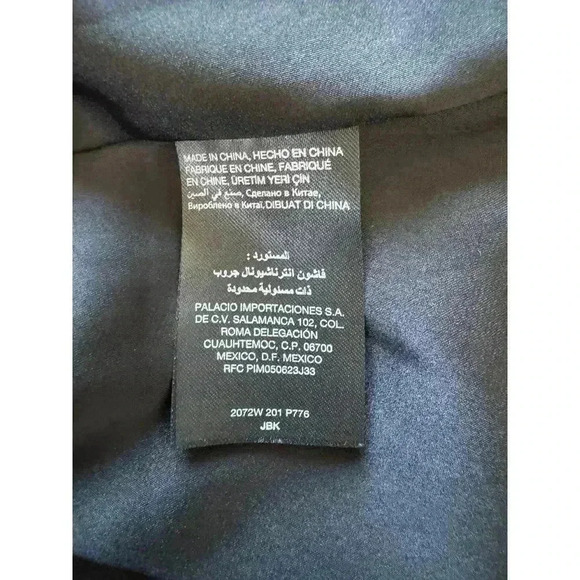 MADE IN CHINA, HECHO EN CHINA
FABRIQUE EN CHINE, FABRIQUÉ
EN CHINE, ÜRETIM YERI ÇIN
صنع في الصين, Сделано в Китае,
Вироблено в Китаї, DIBUAT DI CHINA
المستورد :
فاشون انترناشيونال جروب
ذات مسئولية محدودة
PALACIO IMPORTACIONES S.A.
DE C.V. SALAMANCA 102, COL.
ROMA DELEGACIÓN
CUAUHTEMOC, C.P. 06700
MEXICO, D.F. MEXICO
RFC PIM050623J33
2072W 201 P776
JBK